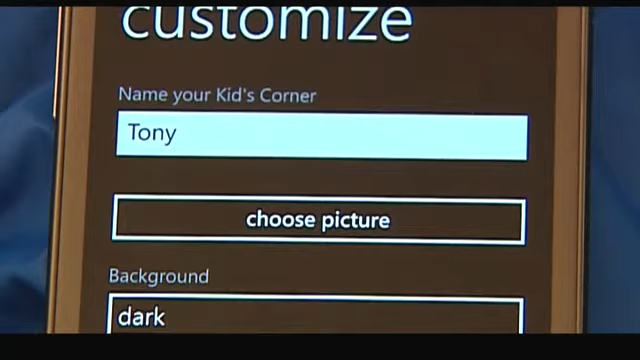 customize
Name your Kid's Corner
Tony
choose picture
Background
dark